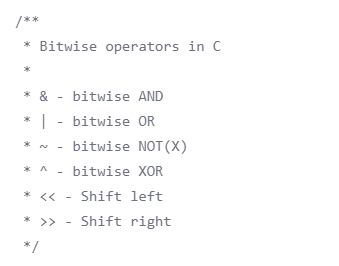 /**
 * Bitwise operators in C
 *
 * & - bitwise AND
 * | - bitwise OR
 * ~ - bitwise NOT(X)
 * ^ - bitwise XOR
 * << - Shift left
 * >> - Shift right
 */